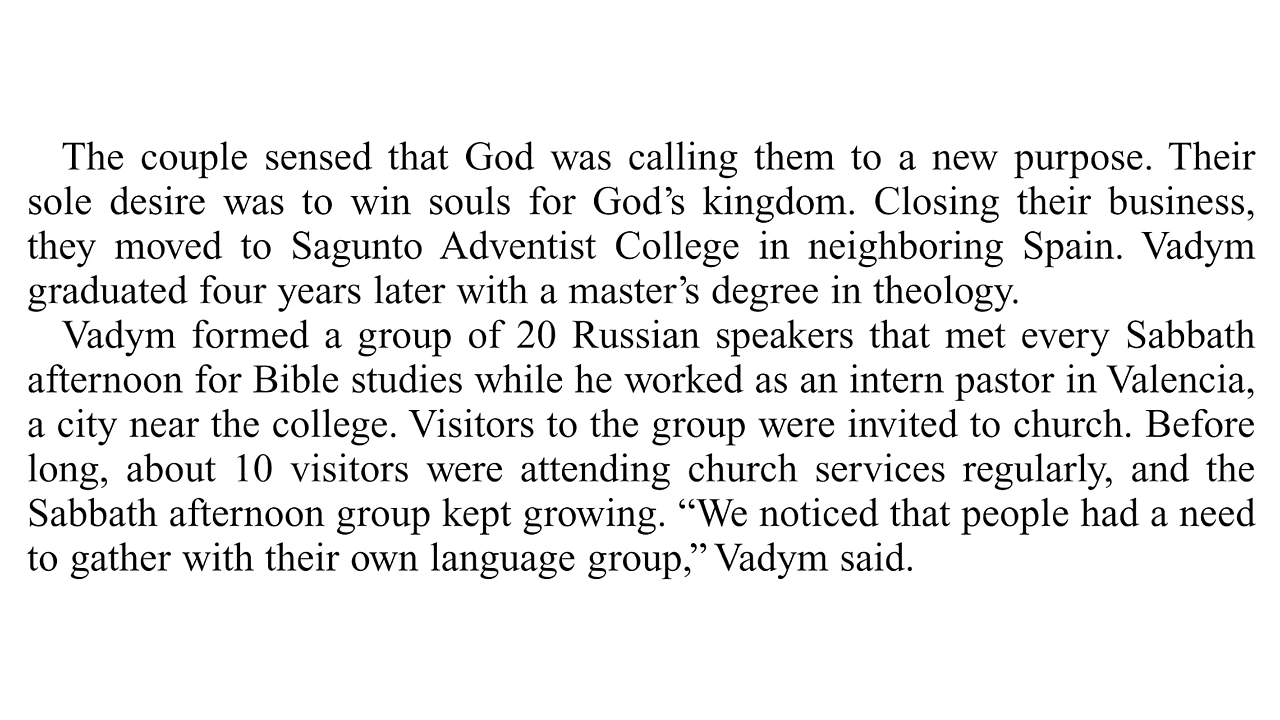 The couple sensed that God was calling them to a new purpose. Their
sole desire was to win souls for God’s kingdom. Closing their business,
they moved to Sagunto Adventist College in neighboring Spain. Vadym
graduated four years later with a master’s degree in theology.
Vadym formed a group of 20 Russian speakers that met every Sabbath
afternoon for Bible studies while he worked as an intern pastor in Valencia,
a city near the college. Visitors to the group were invited to church. Before
long, about 10 visitors were attending church services regularly, and the
Sabbath afternoon group kept growing. “We noticed that people had a need
to gather with their own language group,” Vadym said.